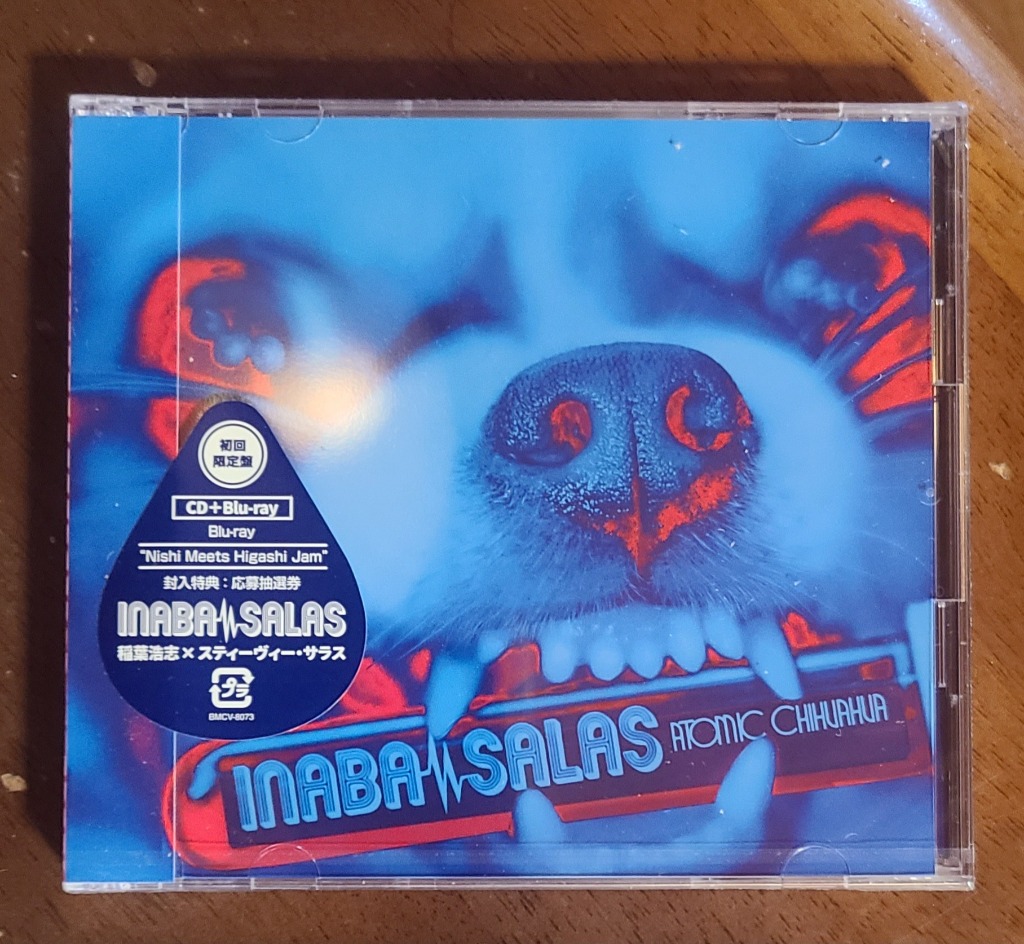 初回
限定盤
CD+Blu-ray
Blu-ray
"Nishi Meets Higashi Jam"
封入特典：応募抽選券
INABA SALAS
稲葉浩志×スティーヴィー・サラス
プラ
BMCV-8073
INABA SALAS ATOMIC CHIHUAHUA